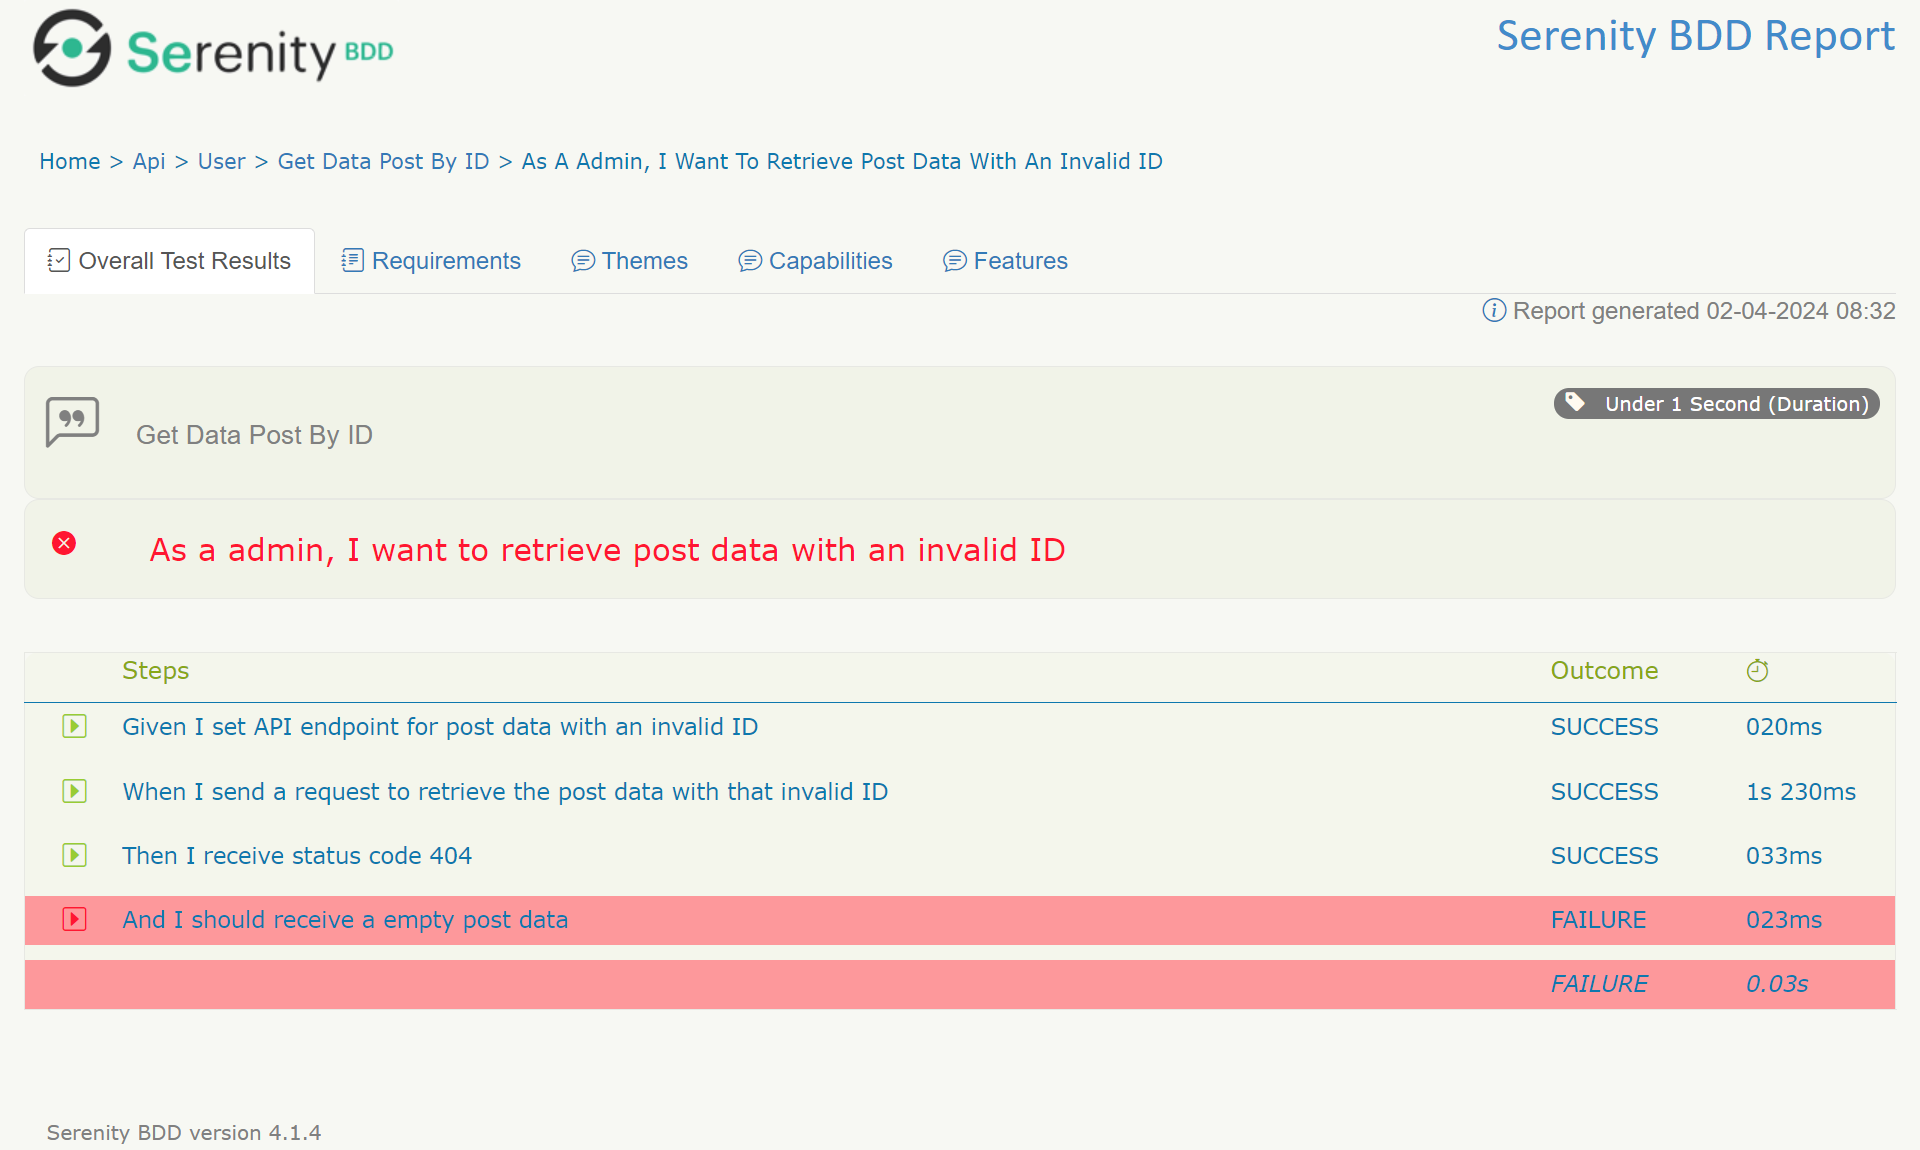 Serenity BDD
Serenity BDD Report
Home > Api > User > Get Data Post By ID > As A Admin, I Want To Retrieve Post Data With An Invalid ID
Overall Test Results Requirements Themes Capabilities Features
Report generated 02-04-2024 08:32
Under 1 Second (Duration)
Get Data Post By ID
As a admin, I want to retrieve post data with an invalid ID
Steps Outcome
Given I set API endpoint for post data with an invalid ID SUCCESS 020ms
When I send a request to retrieve the post data with that invalid ID SUCCESS 1s 230ms
Then I receive status code 404 SUCCESS 033ms
And I should receive a empty post data FAILURE 023ms
FAILURE 0.03s
Serenity BDD version 4.1.4